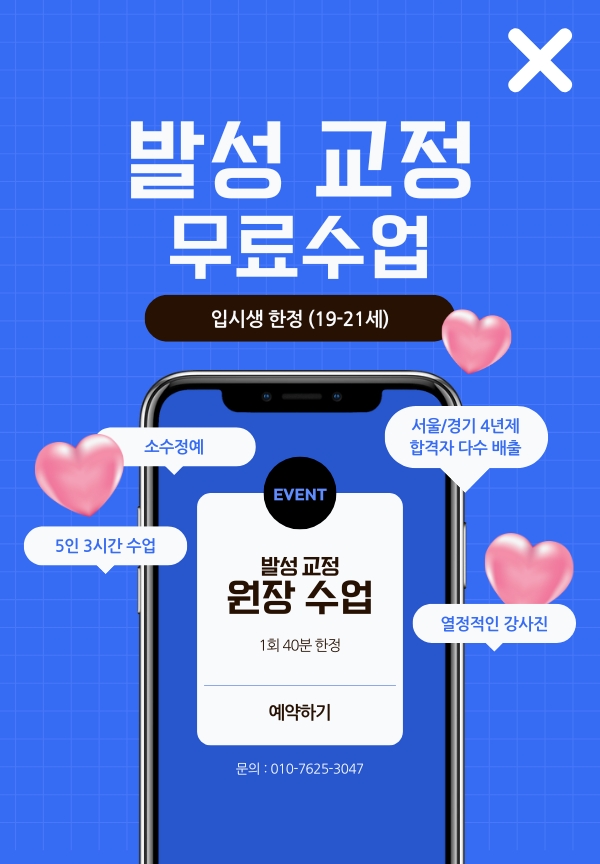 발성 교정
무료수업
입시생 한정 (19-21세)
서울/경기 4년제
합격자 다수 배출
소수정예
EVENT
5인 3시간 수업
발성 교정
원장 수업
열정적인 강사진
1회 40분 한정
예약하기
문의 : 010-7625-3047